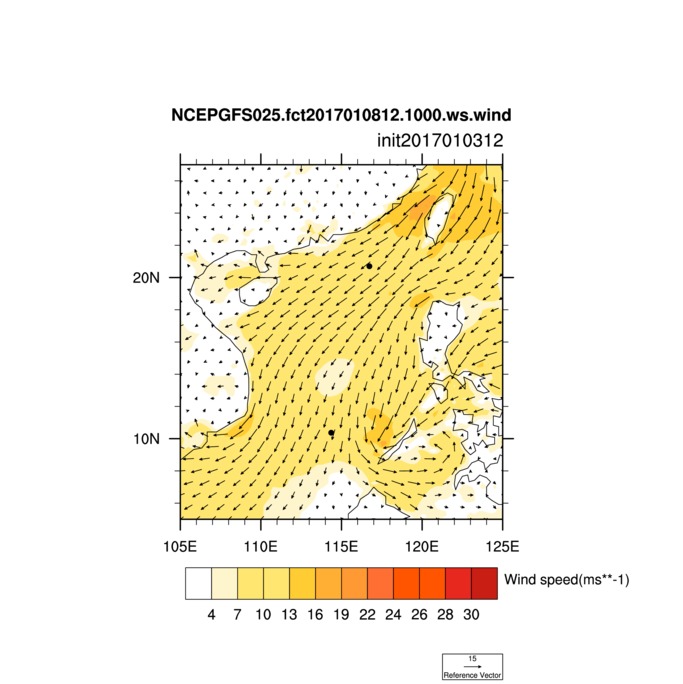 NCEPGFS025.fct2017010812.1000.ws.wind
init2017010312
20N
10N
105E 110E 115E 120E 125E
Wind speed(ms**-1)
4 7 10 13 16 19 22 24 26 28 30
15
Reference Vector